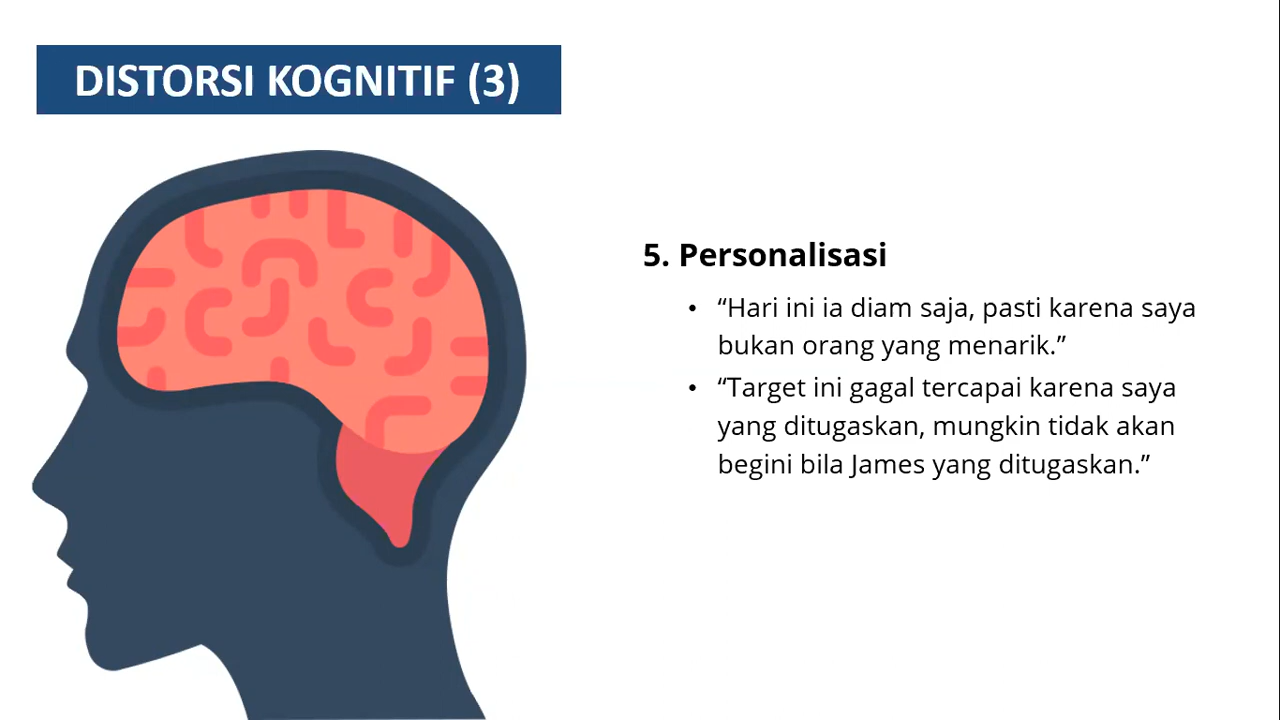 DISTORSI KOGNITIF (3)
5. Personalisasi
• “Hari ini ia diam saja, pasti karena saya
bukan orang yang menarik.”
• “Target ini gagal tercapai karena saya
yang ditugaskan, mungkin tidak akan
begini bila James yang ditugaskan.”